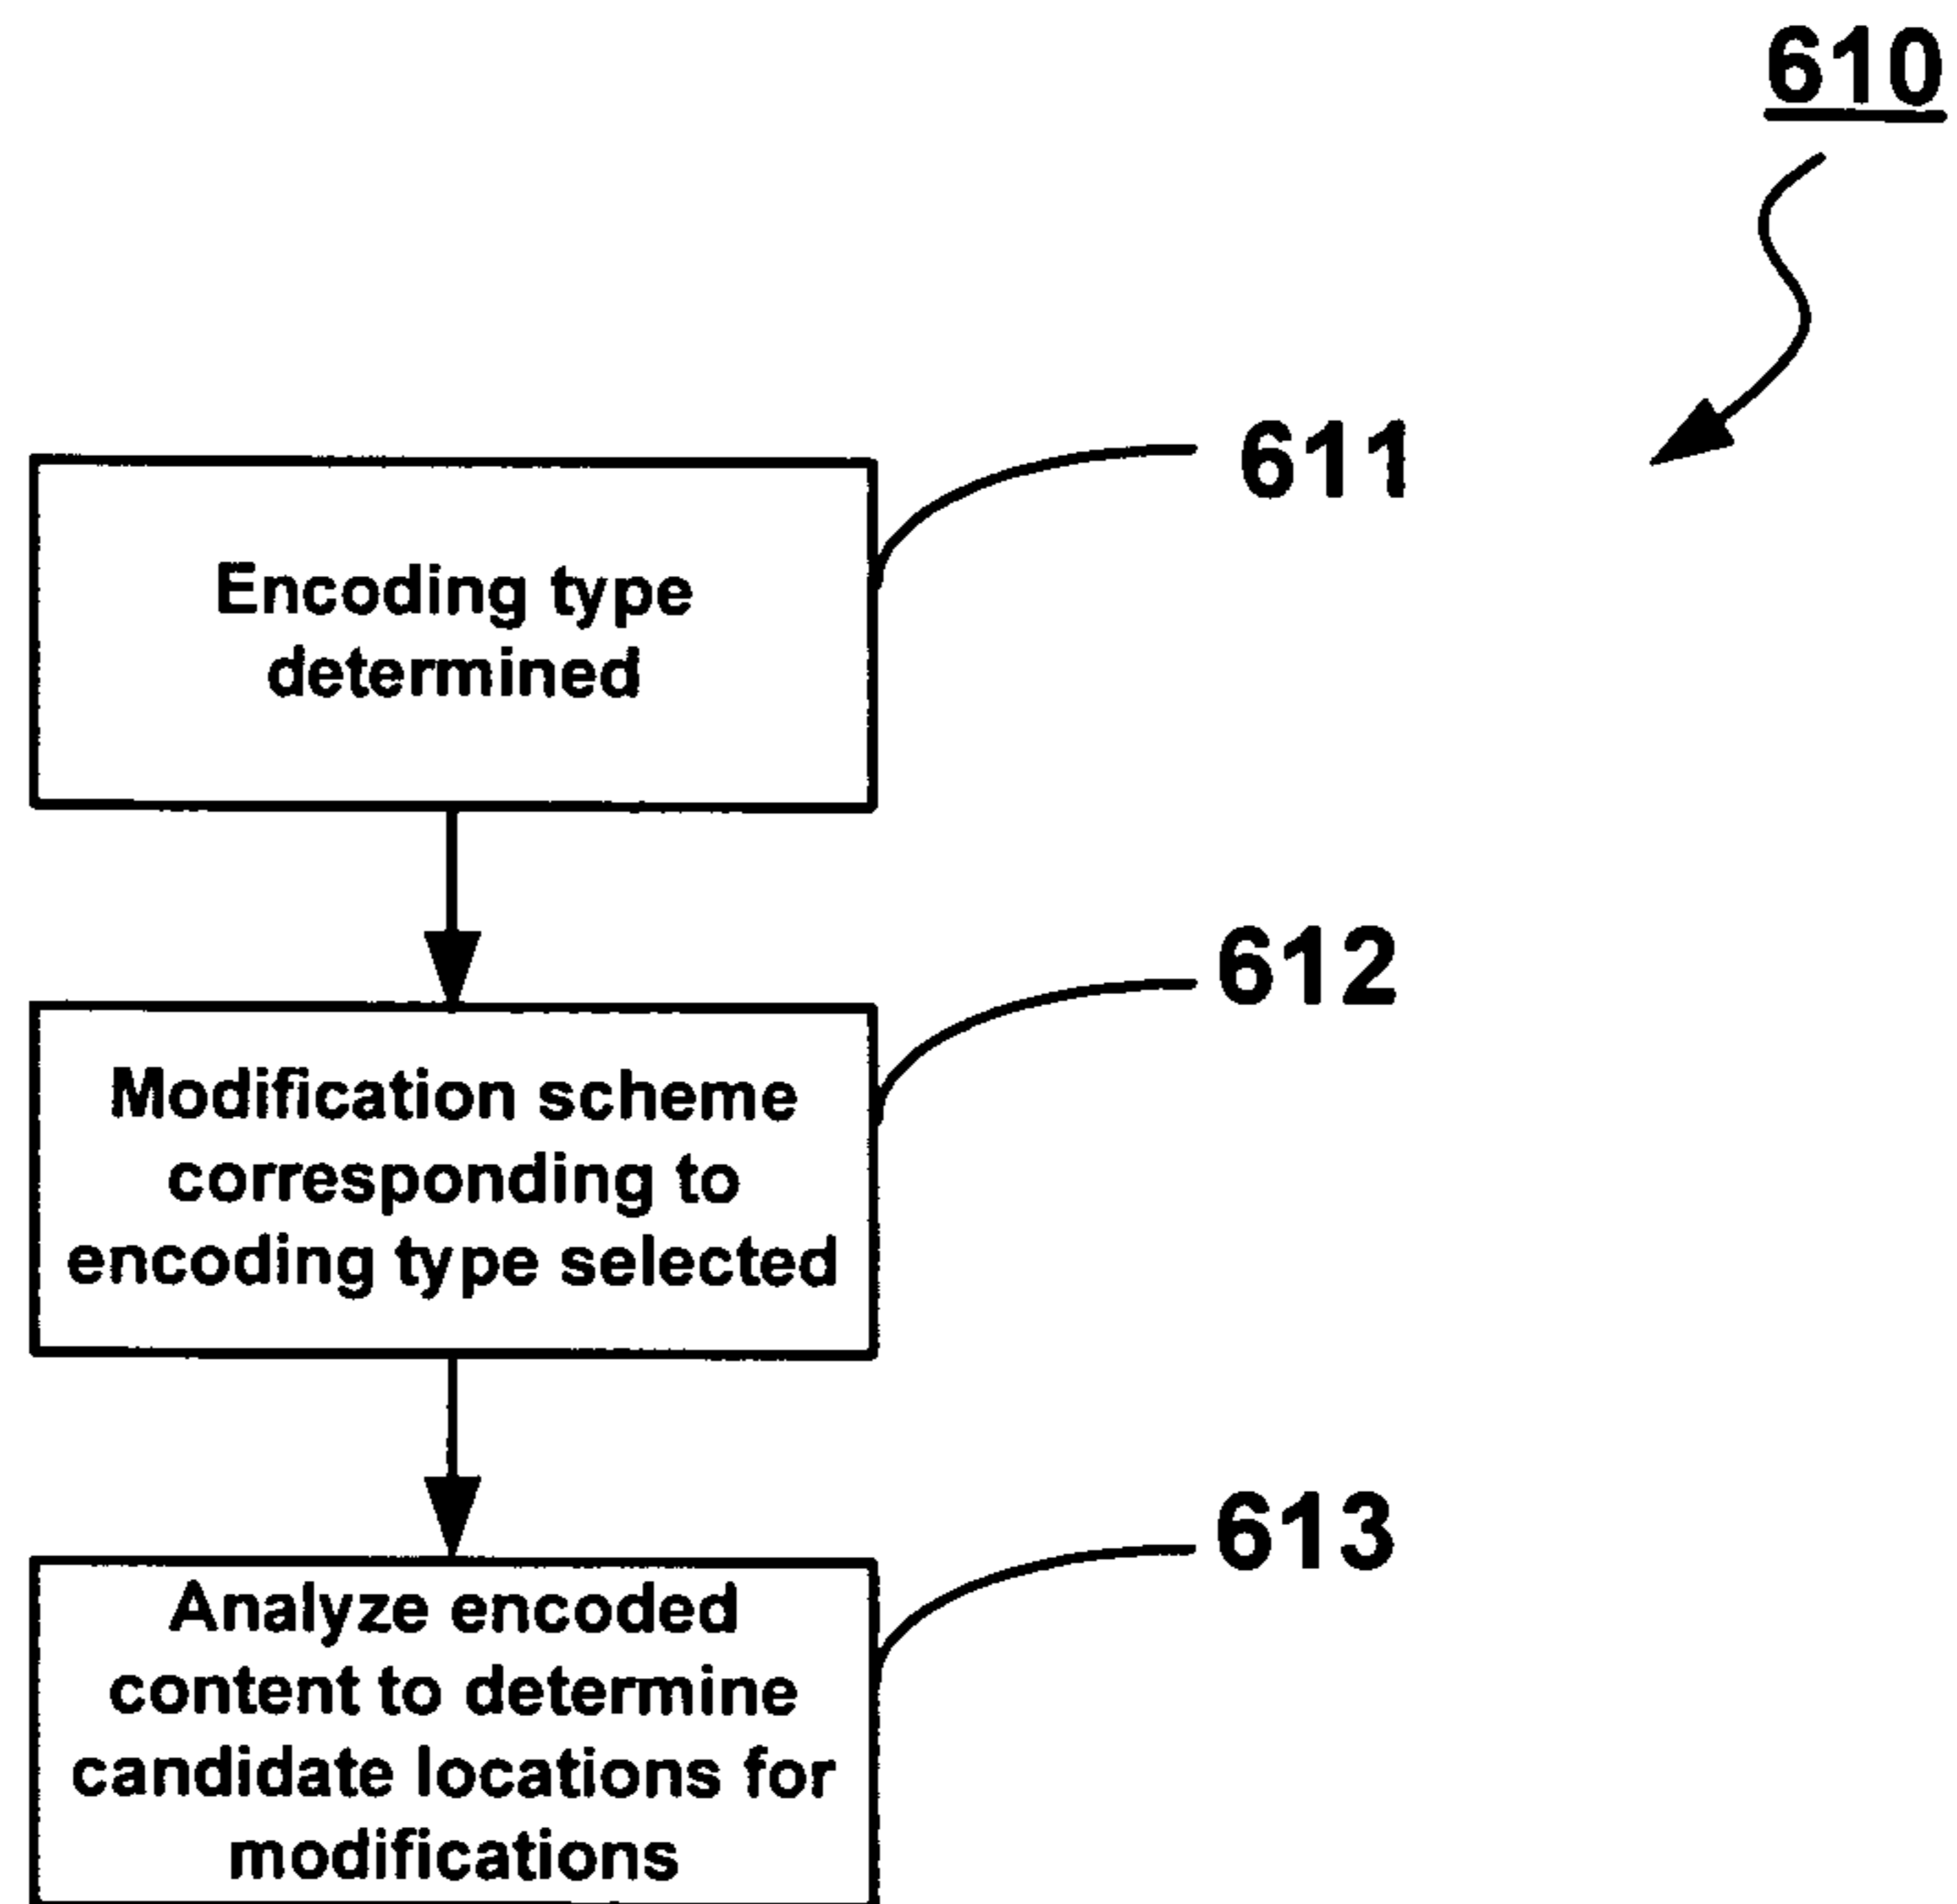 610
611
Encoding type
determined
612
Modification scheme
corresponding to
encoding type selected
613
Analyze encoded
content to determine
candidate locations for
modifications